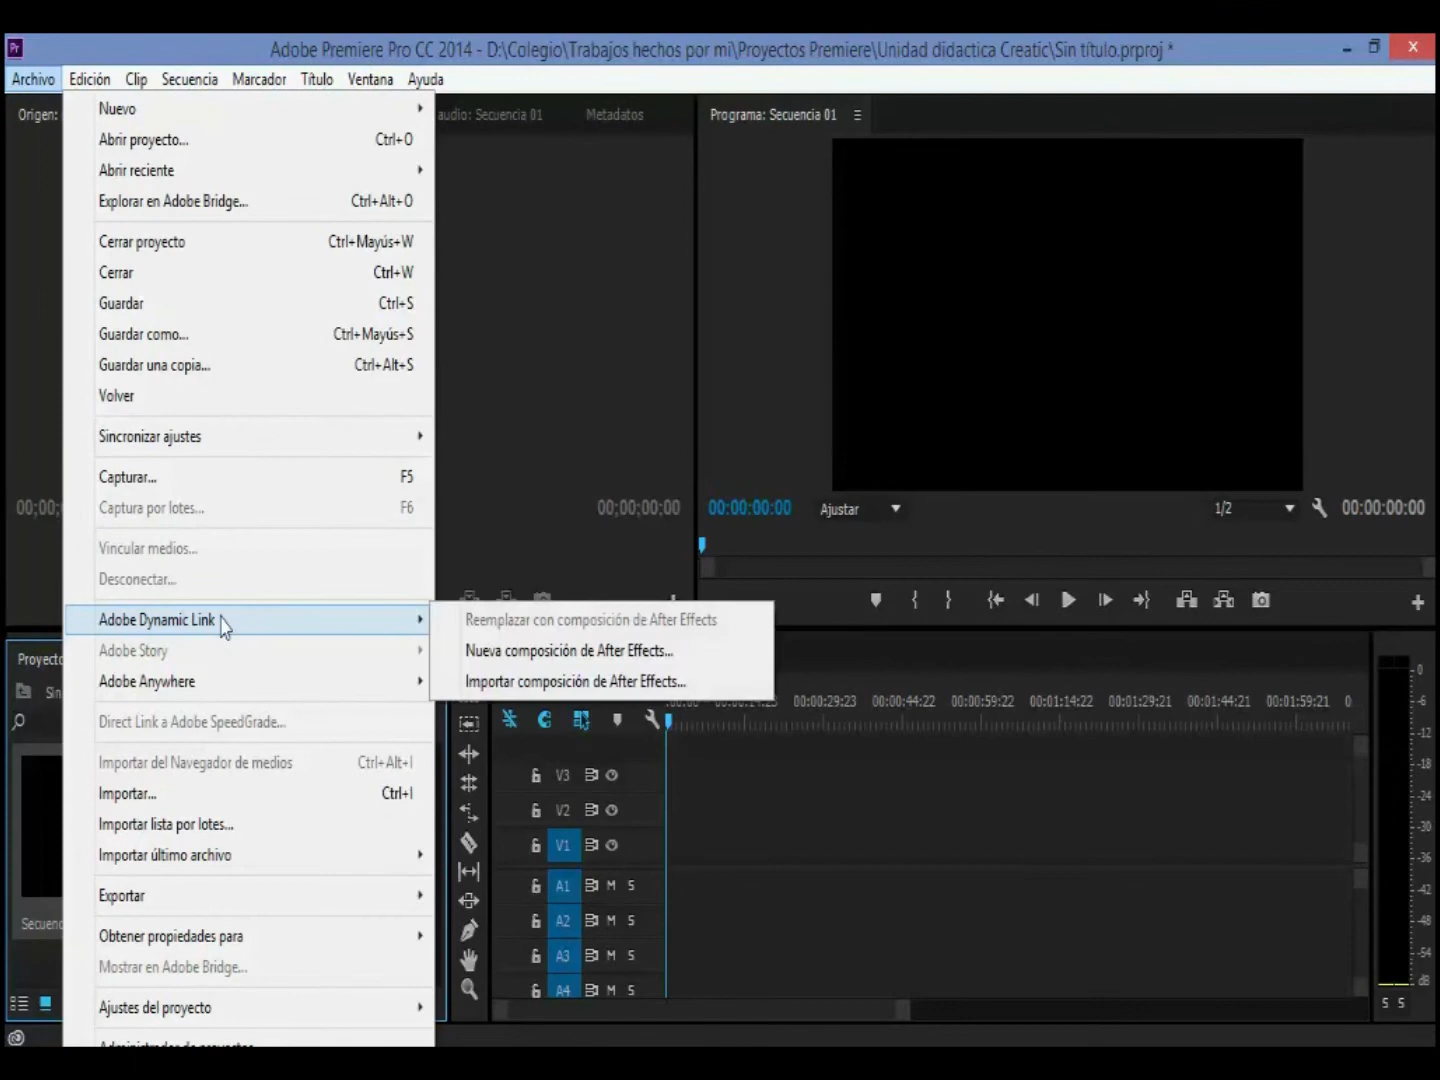 Pr
Adobe Premiere Pro CC 2014 - D:\Colegio\Trabajos hechos por mi\Proyectos Premiere\Unidad didactica Creatic\Sin título.prproj *
Archivo Edición Clip Secuencia Marcador Título Ventana Ayuda
Origen:
audio: Secuencia 01
Metadatos
Programa: Secuencia 01
Nuevo
Abrir proyecto... Ctrl+O
Abrir reciente
Explorar en Adobe Bridge... Ctrl+Alt+O
Cerrar proyecto Ctrl+Mayús+W
Cerrar Ctrl+W
Guardar Ctrl+S
Guardar como... Ctrl+Mayús+S
Guardar una copia... Ctrl+Alt+S
Volver
Sincronizar ajustes
Capturar... F5
Captura por lotes... F6
Vincular medios...
Desconectar...
Adobe Dynamic Link
Adobe Story
Adobe Anywhere
Direct Link a Adobe SpeedGrade...
Importar del Navegador de medios Ctrl+Alt+I
Importar... Ctrl+I
Importar lista por lotes...
Importar último archivo
Exportar
Obtener propiedades para
Mostrar en Adobe Bridge...
Ajustes del proyecto
Reemplazar con composición de After Effects
Nueva composición de After Effects...
Importar composición de After Effects...
00;00;
00;00;00;00
00:00:00:00
Ajustar
1/2
00:00:00:00
Proyecto
Sin
Secuenc
00:00:29:23 00:00:44:22 00:00:59:22 00:01:14:22 00:01:29:21 00:01:44:21 00:01:59:21 0
V3
V2
V1
A1 M S
A2 M S
A3 M S
A4 M S
0
-6
-12
-18
-24
-30
-36
-42
-48
-54
dB
S S